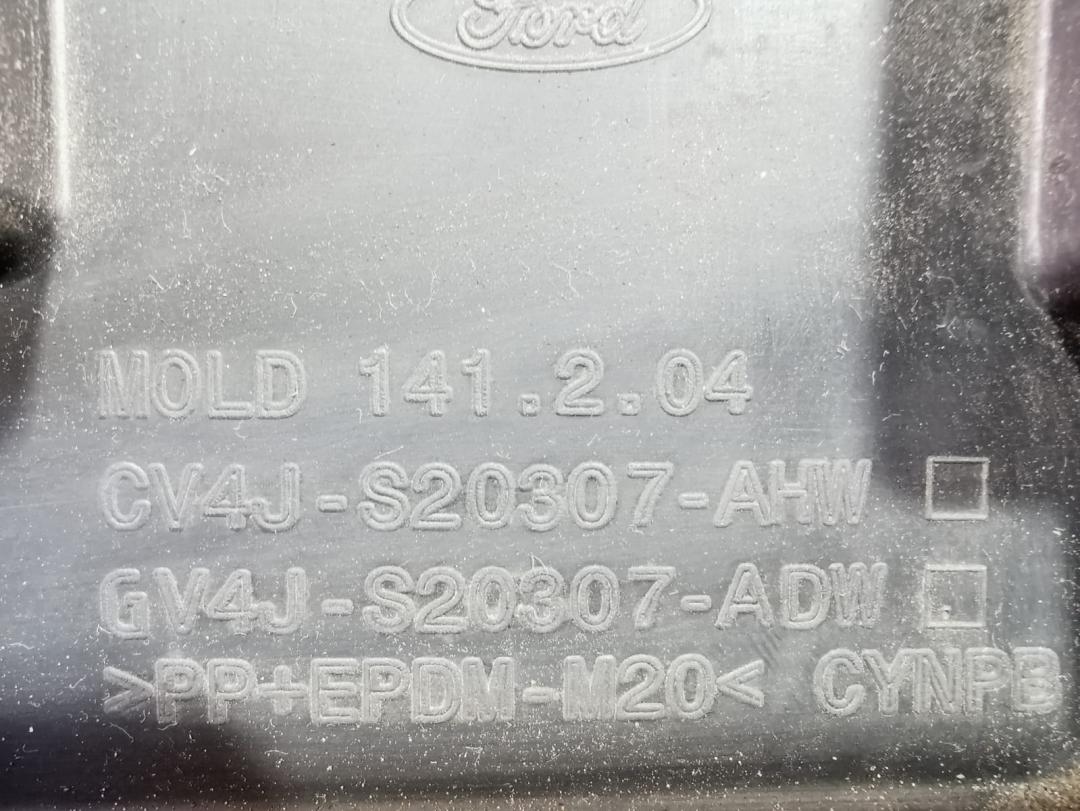 Ford
MOLD 141.2.04
CV4J-S20307-AHW
GV4J-S20307-ADW
>PP+EPDM-M20< CYNPB